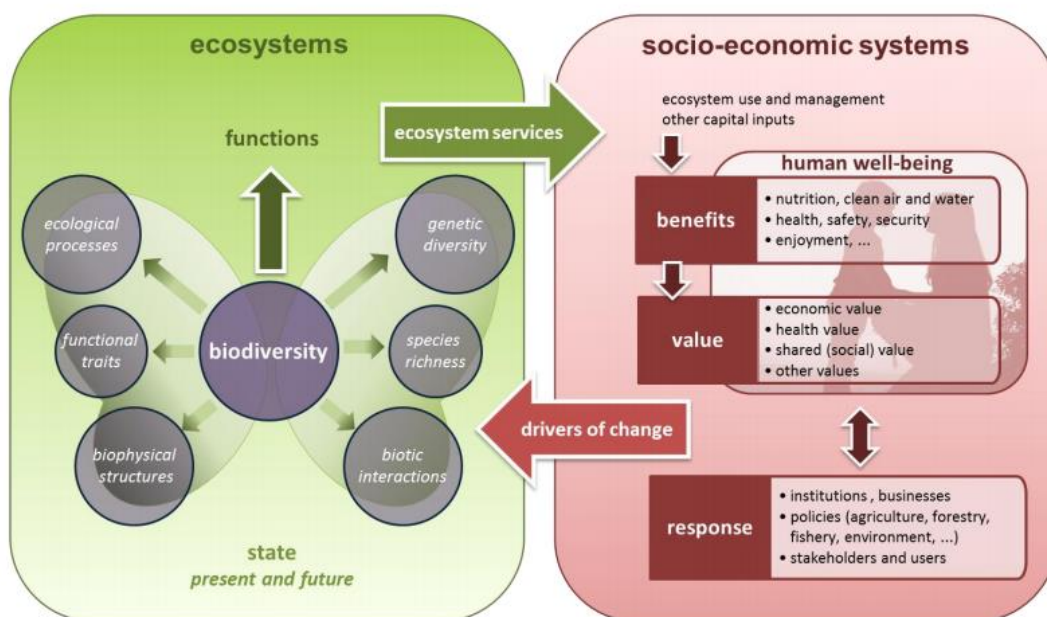 ecosystems
functions
ecological
processes
genetic
diversity
functional
traits
biodiversity
species
richness
biophysical
structures
biotic
interactions
state
present and future
ecosystem services
drivers of change
socio-economic systems
ecosystem use and management
other capital inputs
human well-being
benefits
• nutrition, clean air and water
• health, safety, security
• enjoyment, ...
value
• economic value
• health value
• shared (social) value
• other values
response
• institutions , businesses
• policies (agriculture, forestry,
fishery, environment, ...)
• stakeholders and users